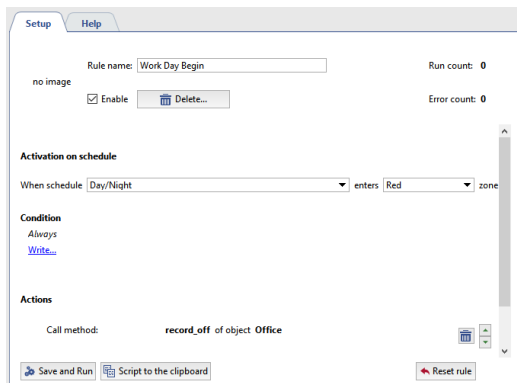 Setup Help
Rule name: Work Day Begin Run count: 0
no image
Enable Delete... Error count: 0
Activation on schedule
When schedule Day/Night enters Red zone
Condition
Always
Write...
Actions
Call method: record_off of object Office
Save and Run Script to the clipboard Reset rule